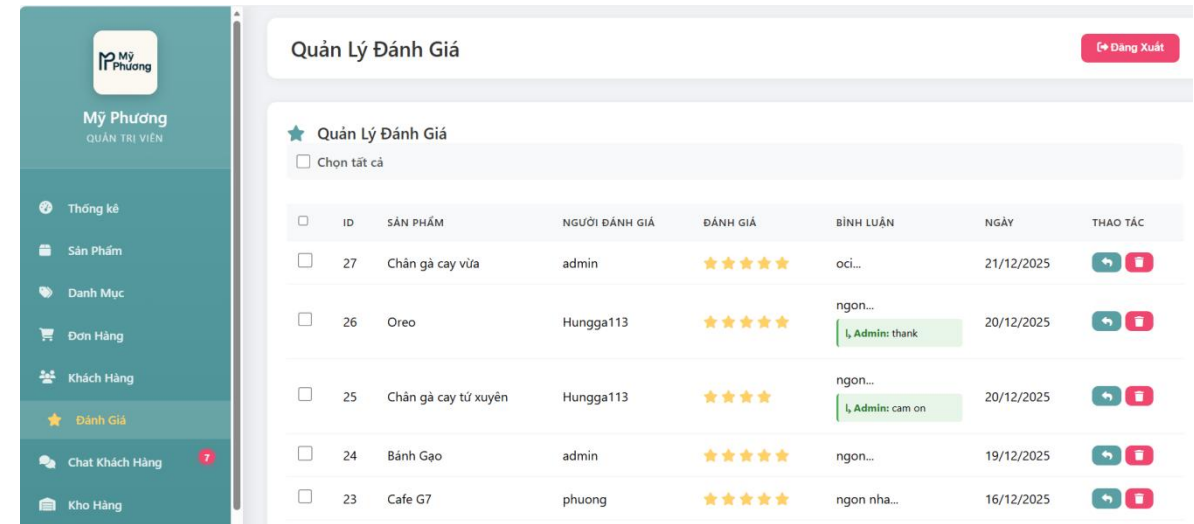 Mỹ
Phương
Mỹ Phương
QUẢN TRỊ VIÊN
Thống kê
Sản Phẩm
Danh Mục
Đơn Hàng
Khách Hàng
Đánh Giá
Chat Khách Hàng 7
Kho Hàng
Quản Lý Đánh Giá
Đăng Xuất
Quản Lý Đánh Giá
Chọn tất cả
ID SẢN PHẨM NGƯỜI ĐÁNH GIÁ ĐÁNH GIÁ BÌNH LUẬN NGÀY THAO TÁC
27 Chân gà cay vừa admin oci... 21/12/2025
26 Oreo Hungga113 ngon... 20/12/2025
Admin: thank
25 Chân gà cay tứ xuyên Hungga113 ngon... 20/12/2025
Admin: cam on
24 Bánh Gạo admin ngon... 19/12/2025
23 Cafe G7 phuong ngon nha... 16/12/2025